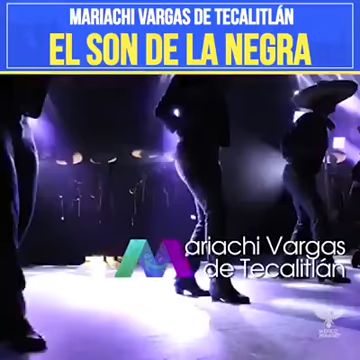 MARIACHI VARGAS DE TECALITLÁN
EL SON DE LA NEGRA
Mariachi Vargas
de Tecalitlán